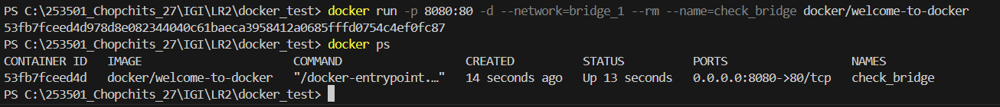 PS C:\253501_Chopchits_27\IGI\LR2\docker_test> docker run -p 8080:80 -d --network=bridge_1 --rm --name=check_bridge docker/welcome-to-docker
53fb7fceed4d978d8e082344040c61baeca3958412a0685fffd0754c4ef0fc87
PS C:\253501_Chopchits_27\IGI\LR2\docker_test> docker ps
CONTAINER ID   IMAGE                      COMMAND                  CREATED          STATUS          PORTS                  NAMES
53fb7fceed4d   docker/welcome-to-docker   "/docker-entrypoint.…"   14 seconds ago   Up 13 seconds   0.0.0.0:8080->80/tcp   check_bridge
PS C:\253501_Chopchits_27\IGI\LR2\docker_test>